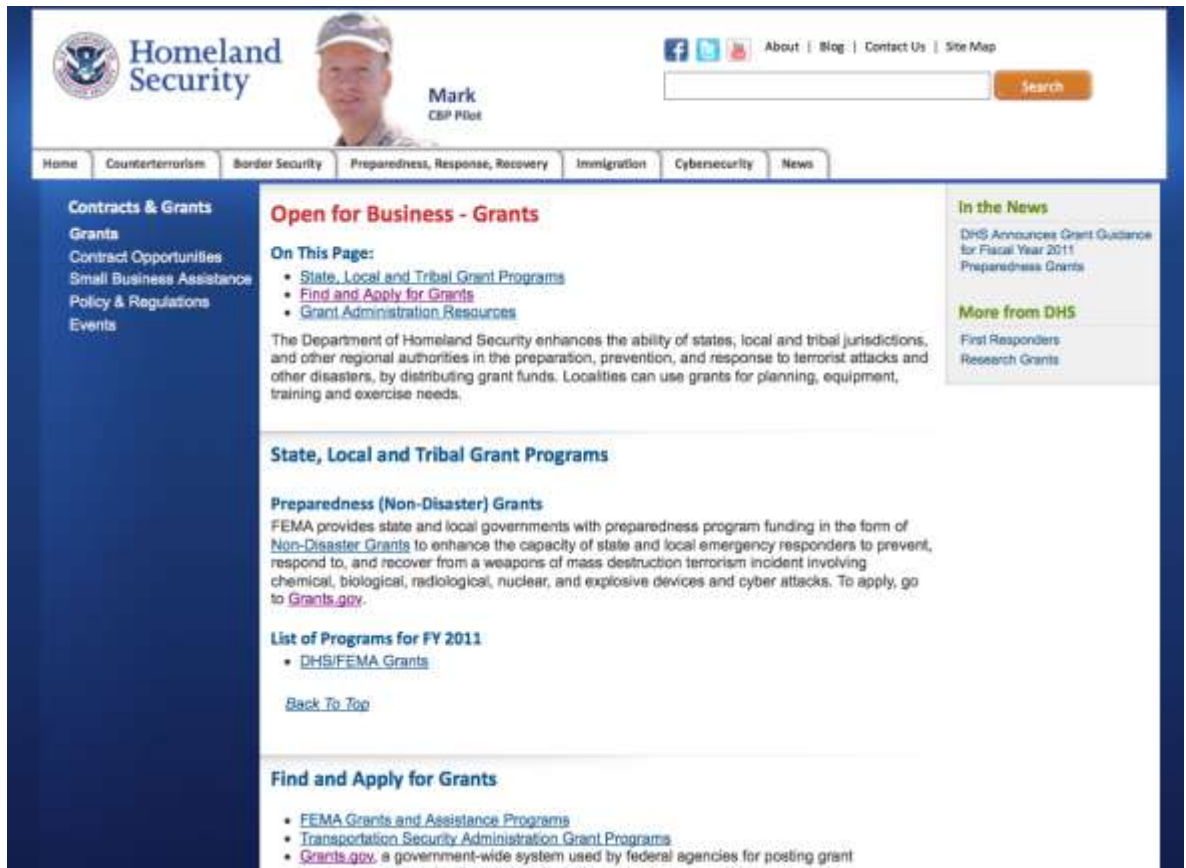 Homeland
Security
Mark
CBP Pilot
About | Blog | Contact Us | Site Map
Search
Home
Counterterrorism
Border Security
Preparedness, Response, Recovery
Immigration
Cybersecurity
News
Contracts & Grants
Grants
Contract Opportunities
Small Business Assistance
Policy & Regulations
Events
Open for Business - Grants
On This Page:
• State, Local and Tribal Grant Programs
• Find and Apply for Grants
• Grant Administration Resources
The Department of Homeland Security enhances the ability of states, local and tribal jurisdictions,
and other regional authorities in the preparation, prevention, and response to terrorist attacks and
other disasters, by distributing grant funds. Localities can use grants for planning, equipment,
training and exercise needs.
State, Local and Tribal Grant Programs
Preparedness (Non-Disaster) Grants
FEMA provides state and local governments with preparedness program funding in the form of
Non-Disaster Grants to enhance the capacity of state and local emergency responders to prevent,
respond to, and recover from a weapons of mass destruction terrorism incident involving
chemical, biological, radiological, nuclear, and explosive devices and cyber attacks. To apply, go
to Grants.gov.
List of Programs for FY 2011
• DHS/FEMA Grants
Back To Top
Find and Apply for Grants
• FEMA Grants and Assistance Programs
• Transportation Security Administration Grant Programs
• Grants.gov, a government-wide system used by federal agencies for posting grant
In the News
DHS Announces Grant Guidance
for Fiscal Year 2011
Preparedness Grants
More from DHS
First Responders
Research Grants